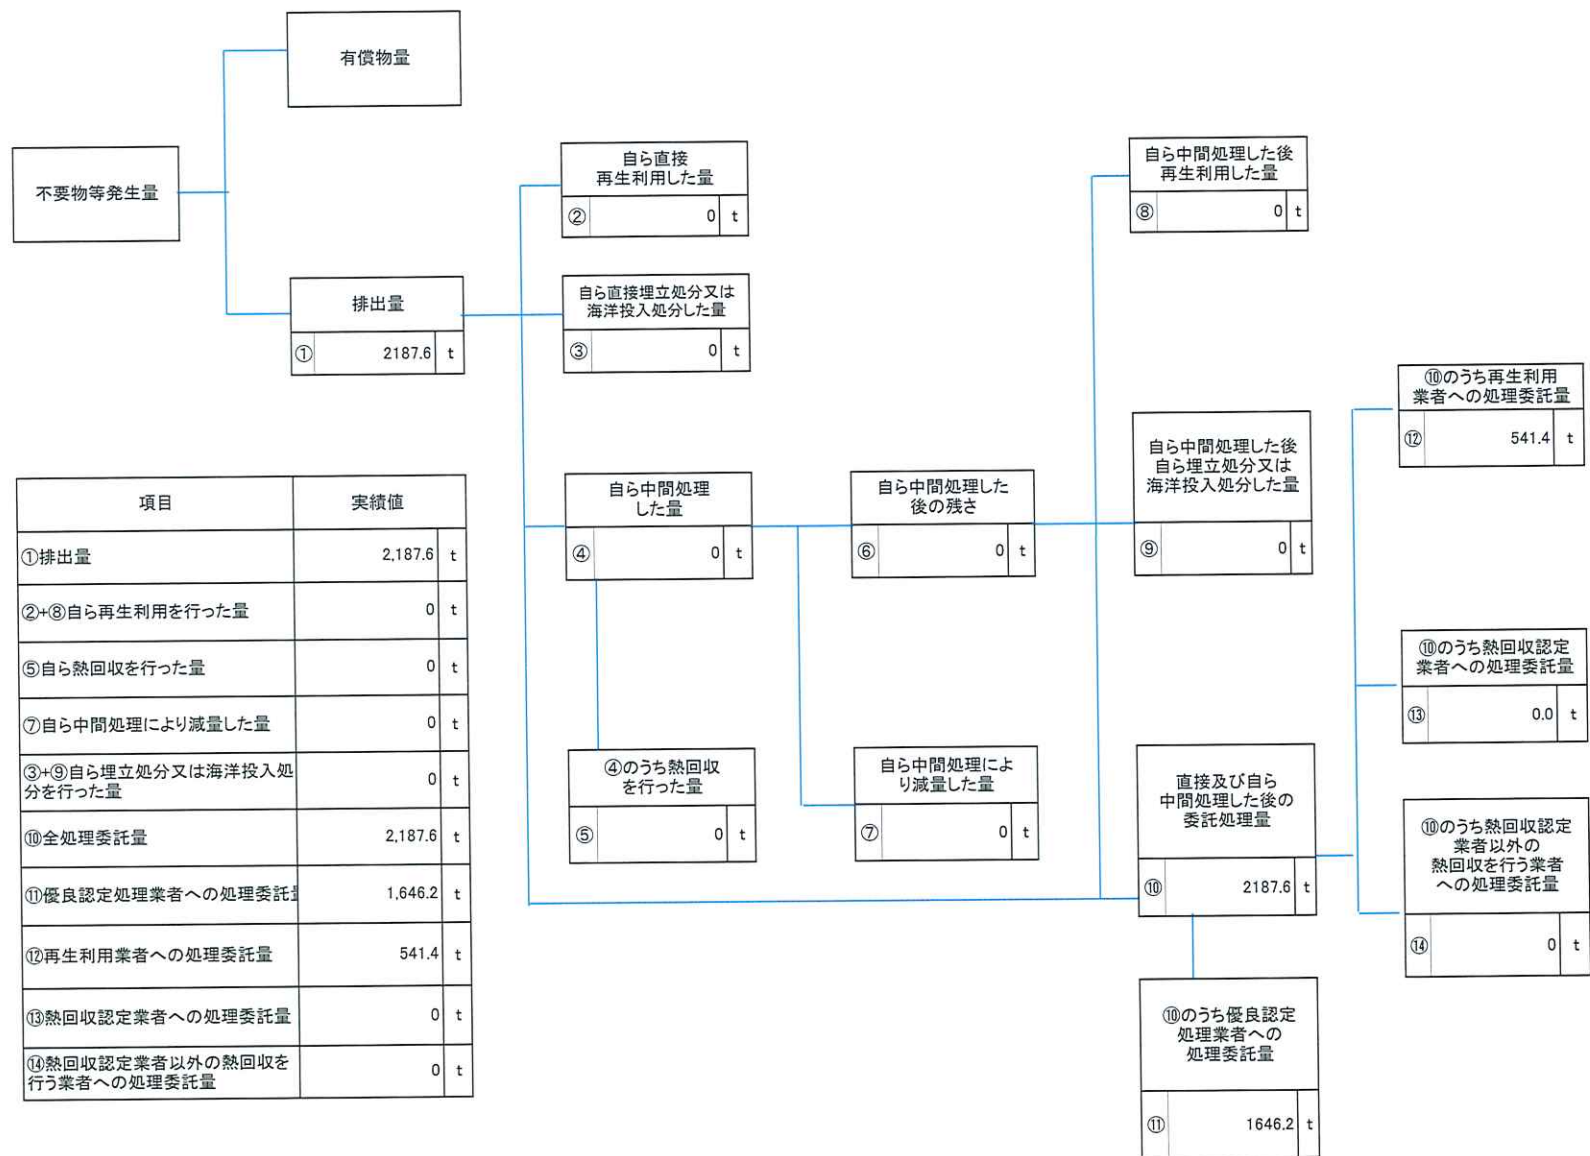 有償物量
不要物等発生量
排出量
① 2187.6 t
自ら直接
再生利用した量
② 0 t
自ら直接埋立処分又は
海洋投入処分した量
③ 0 t
自ら中間処理
した量
④ 0 t
④のうち熱回収
を行った量
⑤ 0 t
自ら中間処理した
後の残さ
⑥ 0 t
自ら中間処理によ
り減量した量
⑦ 0 t
自ら中間処理した後
再生利用した量
⑧ 0 t
自ら中間処理した後
自ら埋立処分又は
海洋投入処分した量
⑨ 0 t
直接及び自ら
中間処理した後の
委託処理量
⑩ 2187.6 t
⑩のうち優良認定
処理業者への
処理委託量
⑪ 1646.2 t
⑩のうち再生利用
業者への処理委託量
⑫ 541.4 t
⑩のうち熱回収認定
業者への処理委託量
⑬ 0.0 t
⑩のうち熱回収認定
業者以外の
熱回収を行う業者
への処理委託量
⑭ 0 t
項目 実績値
①排出量 2,187.6 t
②+⑧自ら再生利用を行った量 0 t
⑤自ら熱回収を行った量 0 t
⑦自ら中間処理により減量した量 0 t
③+⑨自ら埋立処分又は海洋投入処
分を行った量 0 t
⑩全処理委託量 2,187.6 t
⑪優良認定処理業者への処理委託 1,646.2 t
⑫再生利用業者への処理委託量 541.4 t
⑬熱回収認定業者への処理委託量 0 t
⑭熱回収認定業者以外の熱回収を
行う業者への処理委託量 0 t